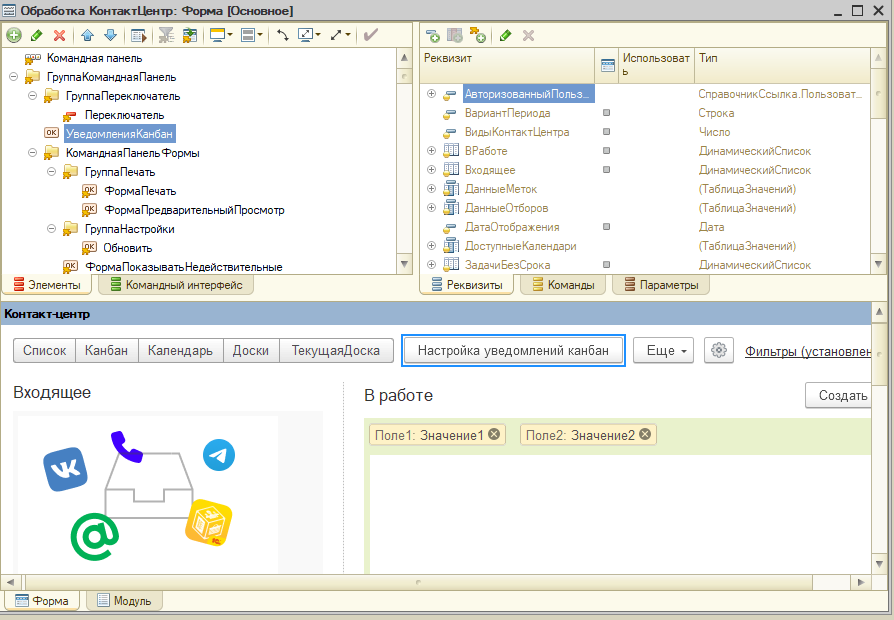 Обработка КонтактЦентр: Форма [Основное]
Командная панель
ГруппаКоманднаяПанель
ГруппаПереключатель
Переключатель
УведомленияКанбан
КоманднаяПанельФормы
ГруппаПечать
ФормаПечать
ФормаПредварительныйПросмотр
ГруппаНастройки
Обновить
ФормаПоказыватьНедействительные
Элементы
Командный интерфейс
Реквизит Использовать Тип
АвторизованныйПольз... СправочникСсылка.Пользоват...
ВариантПериода Строка
ВидыКонтактЦентра Число
ВРаботе ДинамическийСписок
Входящее ДинамическийСписок
ДанныеМеток (ТаблицаЗначений)
ДанныеОтборов (ТаблицаЗначений)
ДатаОтображения Дата
ДоступныеКалендари (ТаблицаЗначений)
ЗадачиБезСрока ДинамическийСписок
Реквизиты
Команды
Параметры
Контакт-центр
Список Канбан Календарь Доски ТекущаяДоска Настройка уведомлений канбан Еще Фильтры (установлен
Входящее
В работе
Создать
Поле1: Значение1 Поле2: Значение2
Форма Модуль